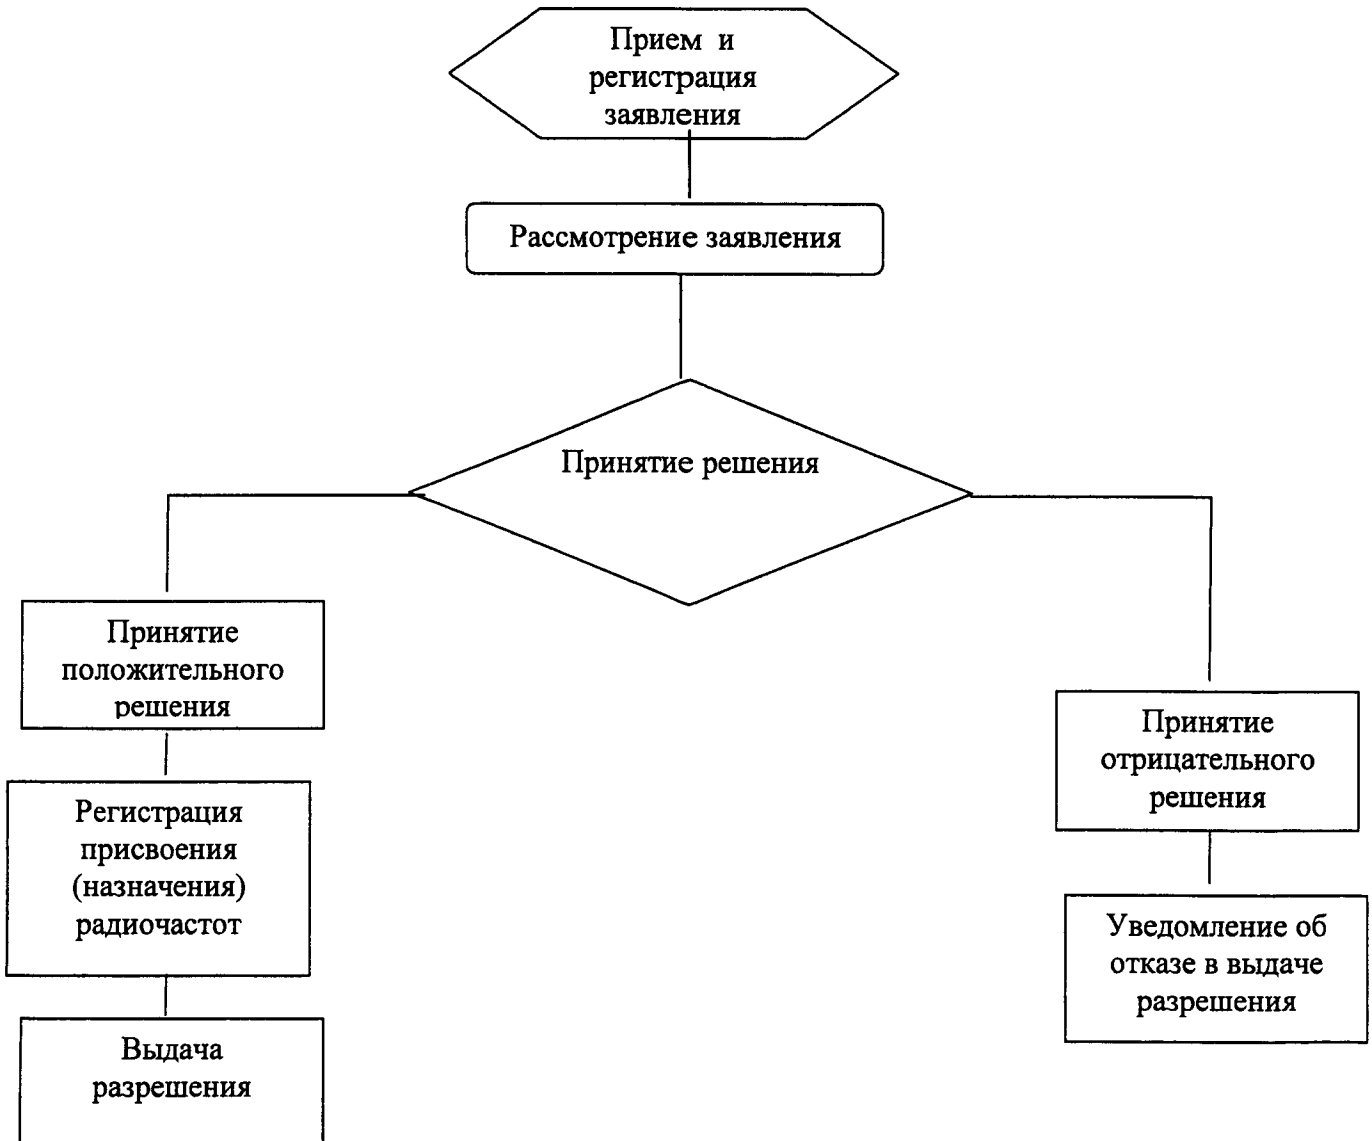 Прием и
регистрация
заявления
Рассмотрение заявления
Принятие решения
Принятие
положительного
решения
Регистрация
присвоения
(назначения)
радиочастот
Выдача
разрешения
Принятие
отрицательного
решения
Уведомление об
отказе в выдаче
разрешения